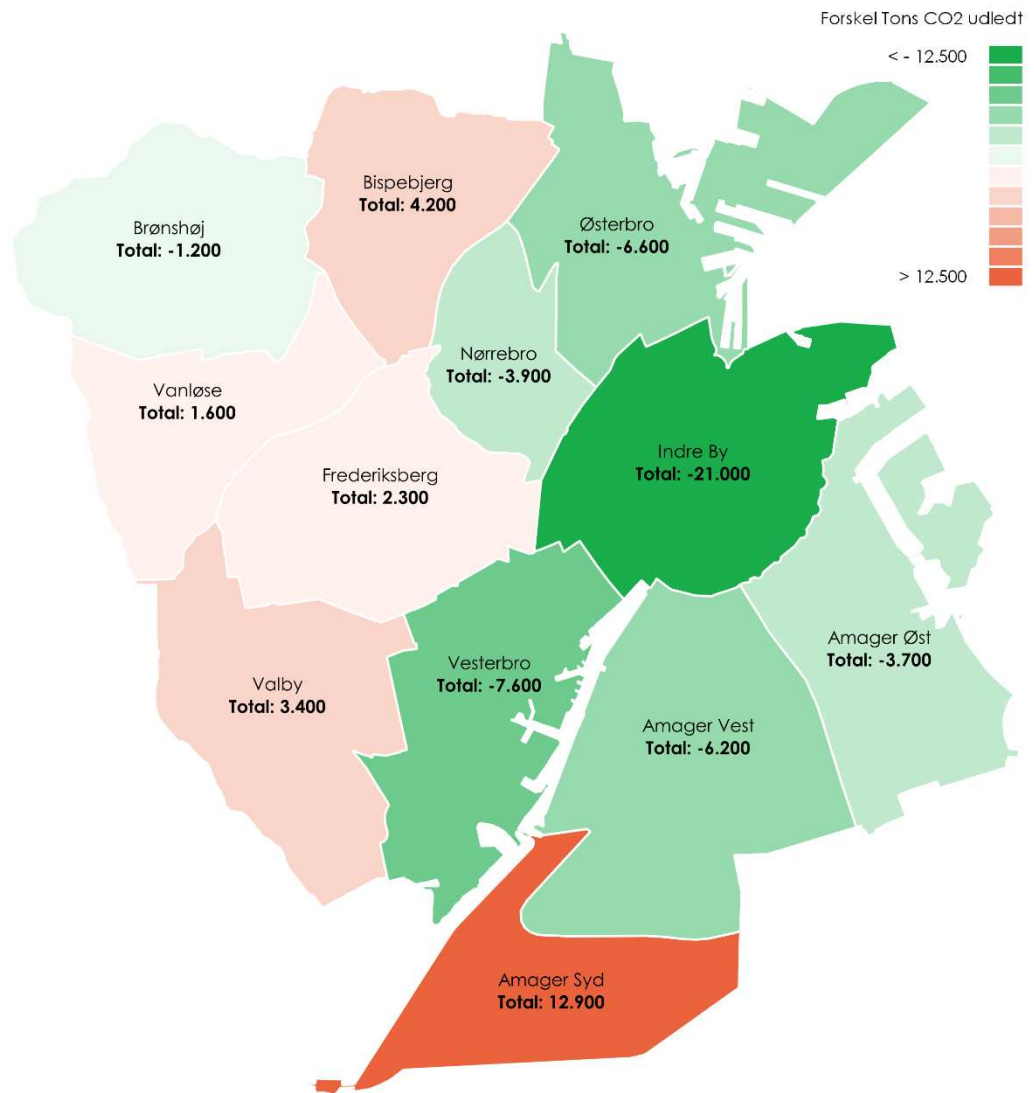 Forskel Tons CO2 udledt
< - 12.500
> 12.500
Bispebjerg
Total: 4.200
Brønshøj
Total: -1.200
Østerbro
Total: -6.600
Nørrebro
Total: -3.900
Vanløse
Total: 1.600
Indre By
Total: -21.000
Frederiksberg
Total: 2.300
Amager Øst
Total: -3.700
Vesterbro
Total: -7.600
Valby
Total: 3.400
Amager Vest
Total: -6.200
Amager Syd
Total: 12.900